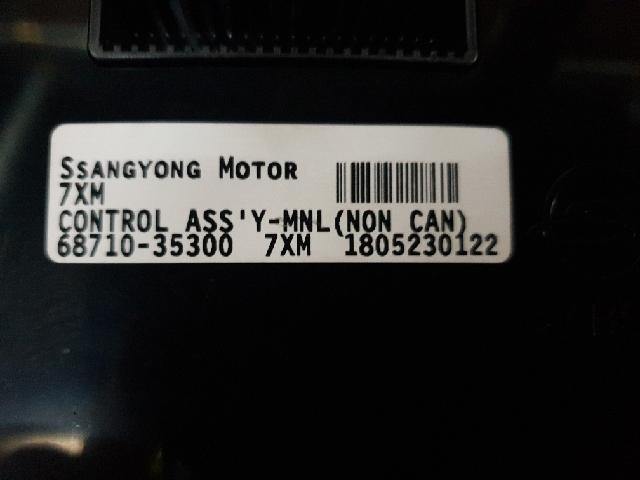 Ssangyong Motor
7XM
CONTROL ASS'Y-MNL(NON CAN)
68710-35300 7XM 1805230122